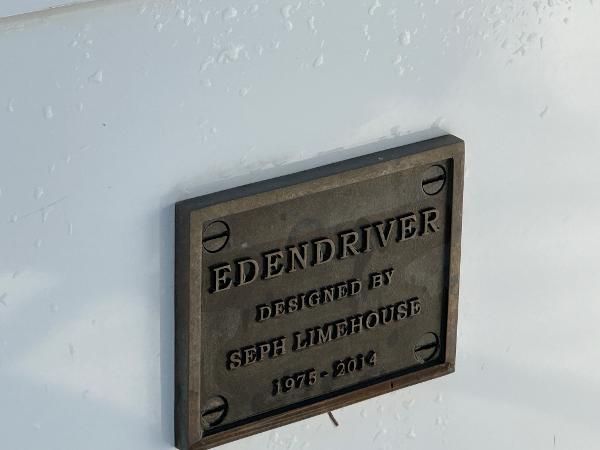 EDENDRIVER
DESIGNED BY
SEPH LIMEHOUSE
1975 - 2014